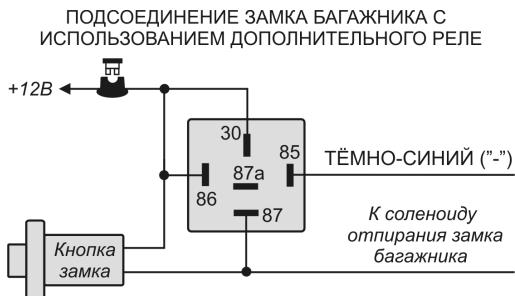 ПОДСОЕДИНЕНИЕ ЗАМКА БАГАЖНИКА С
ИСПОЛЬЗОВАНИЕМ ДОПОЛНИТЕЛЬНОГО РЕЛЕ
+12В
30
85
ТЁМНО-СИНИЙ ("-")
87а
86
87
К соленоиду
отпирания замка
багажника
Кнопка
замка